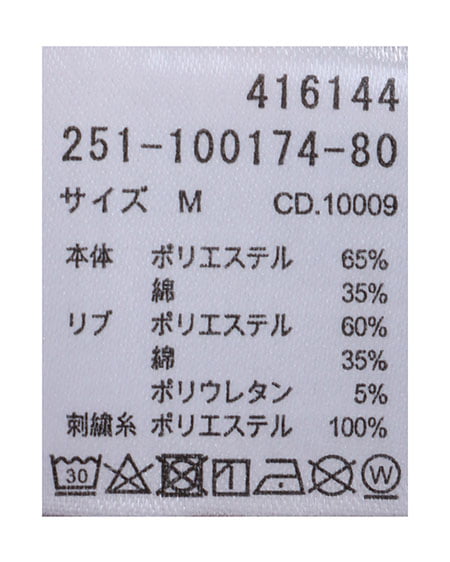 416144
251-100174-80
サイズ M CD.10009
本体 ポリエステル 65%
綿 35%
リブ ポリエステル 60%
綿 35%
ポリウレタン 5%
刺繍糸 ポリエステル 100%
30 W